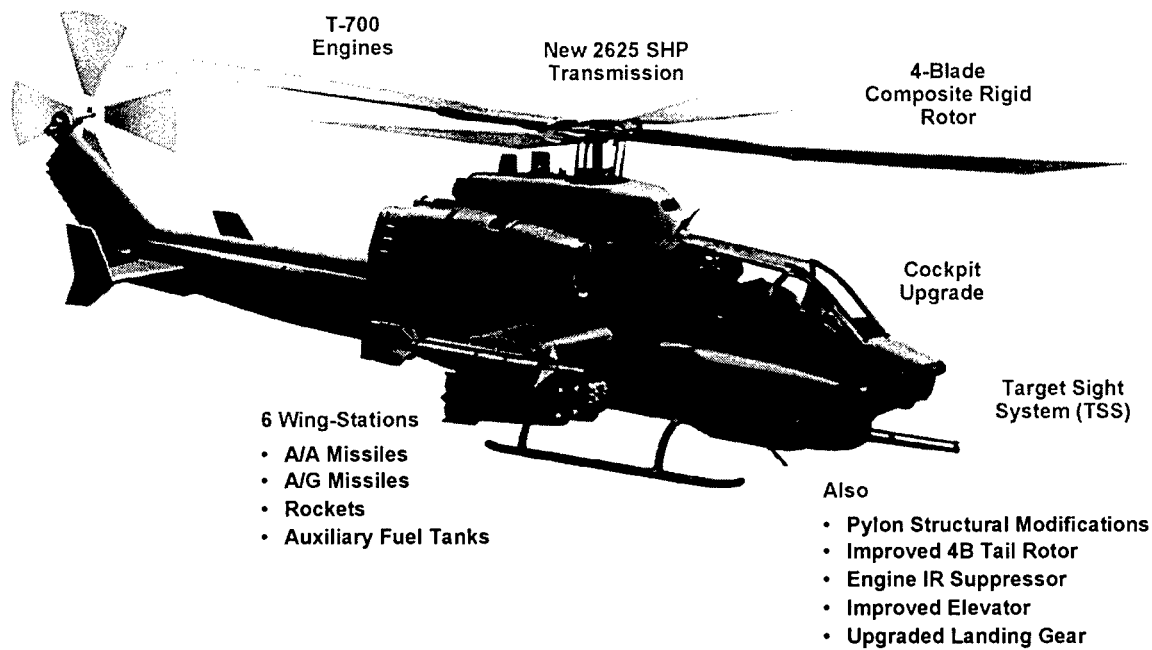 T-700
Engines
New 2625 SHP
Transmission
4-Blade
Composite Rigid
Rotor
Cockpit
Upgrade
Target Sight
System (TSS)
6 Wing-Stations
• A/A Missiles
• A/G Missiles
• Rockets
• Auxiliary Fuel Tanks
Also
• Pylon Structural Modifications
• Improved 4B Tail Rotor
• Engine IR Suppressor
• Improved Elevator
• Upgraded Landing Gear